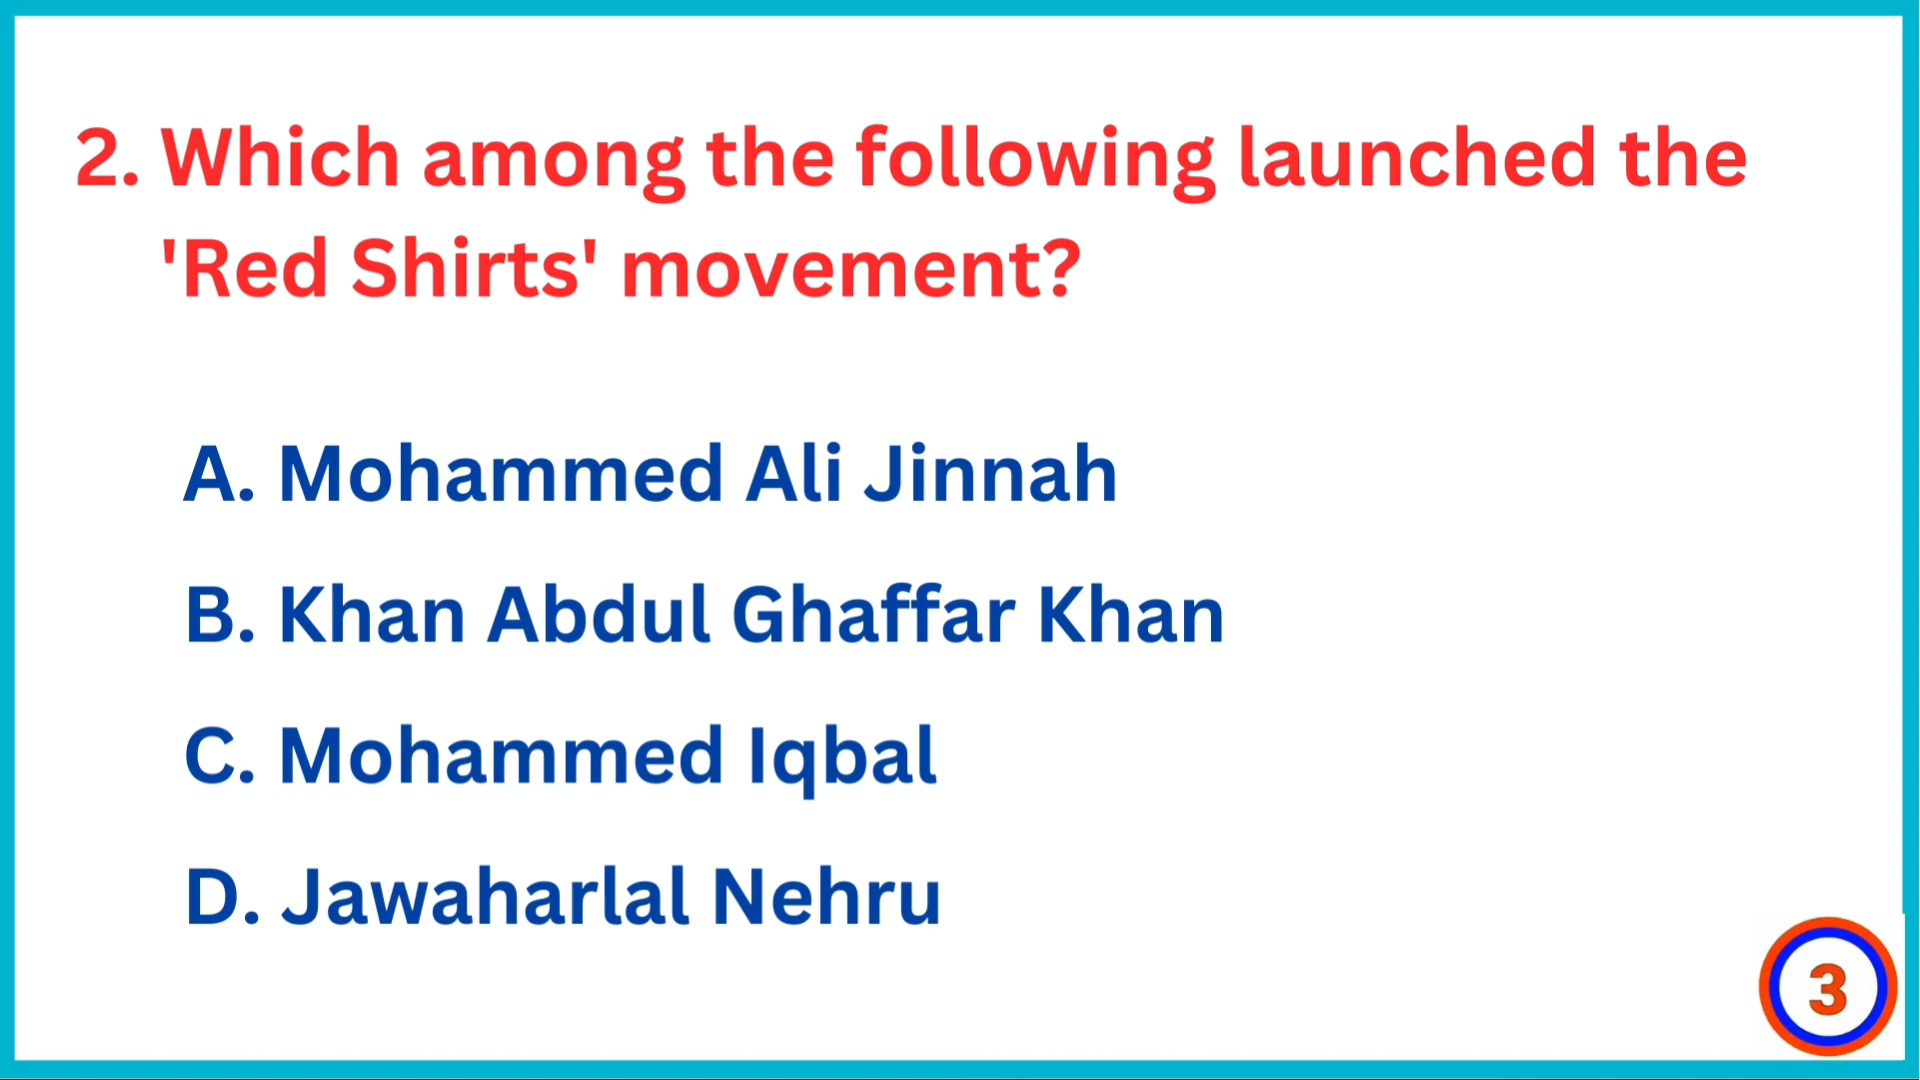 2. Which among the following launched the
'Red Shirts' movement?
A. Mohammed Ali Jinnah
B. Khan Abdul Ghaffar Khan
C. Mohammed Iqbal
D. Jawaharlal Nehru
3